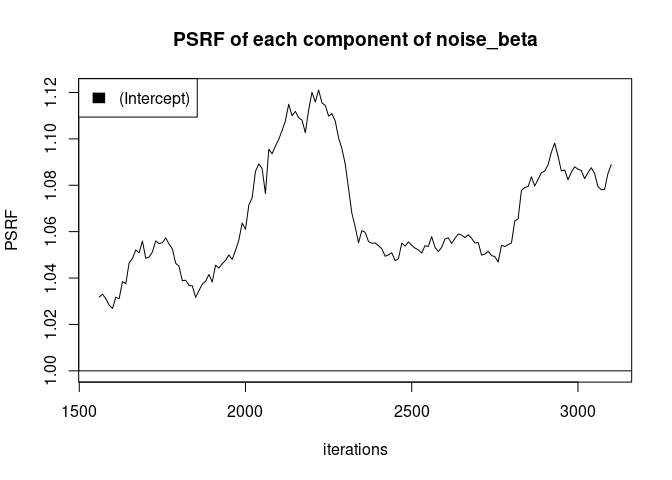 PSRF of each component of noise_beta
(Intercept)
PSRF
1.12
1.10
1.08
1.06
1.04
1.02
1.00
1500 2000 2500 3000
iterations